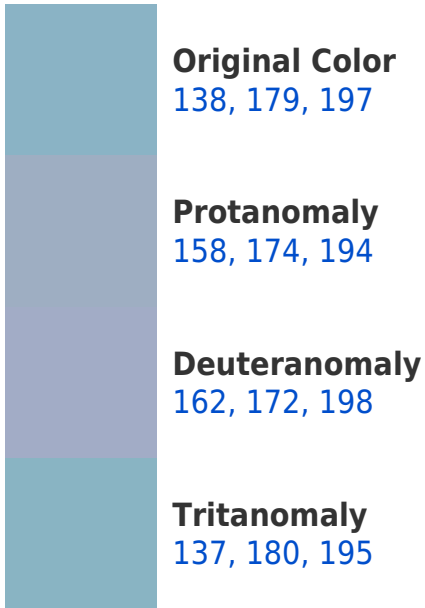 Original Color
138, 179, 197
Protanomaly
158, 174, 194
Deuteranomaly
162, 172, 198
Tritanomaly
137, 180, 195